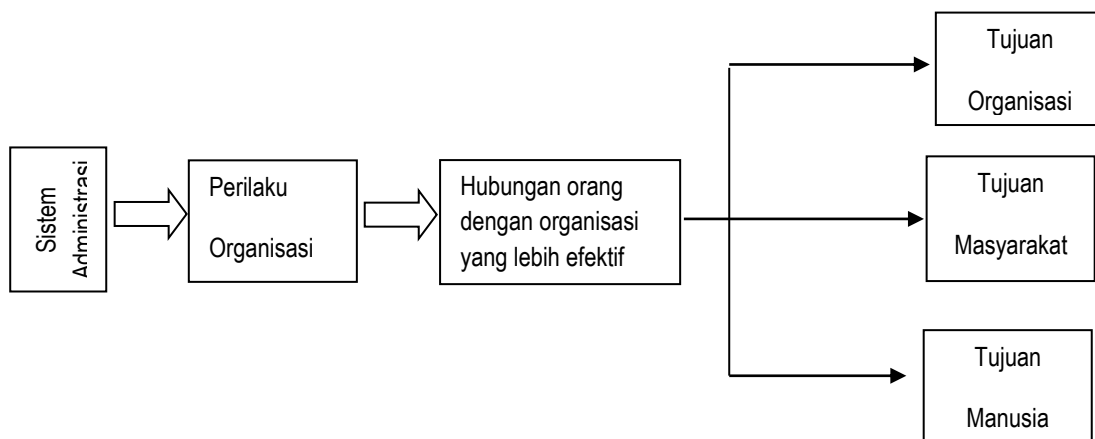 Sistem
Administrasi
Perilaku
Organisasi
Hubungan orang
dengan organisasi
yang lebih efektif
Tujuan
Organisasi
Tujuan
Masyarakat
Tujuan
Manusia